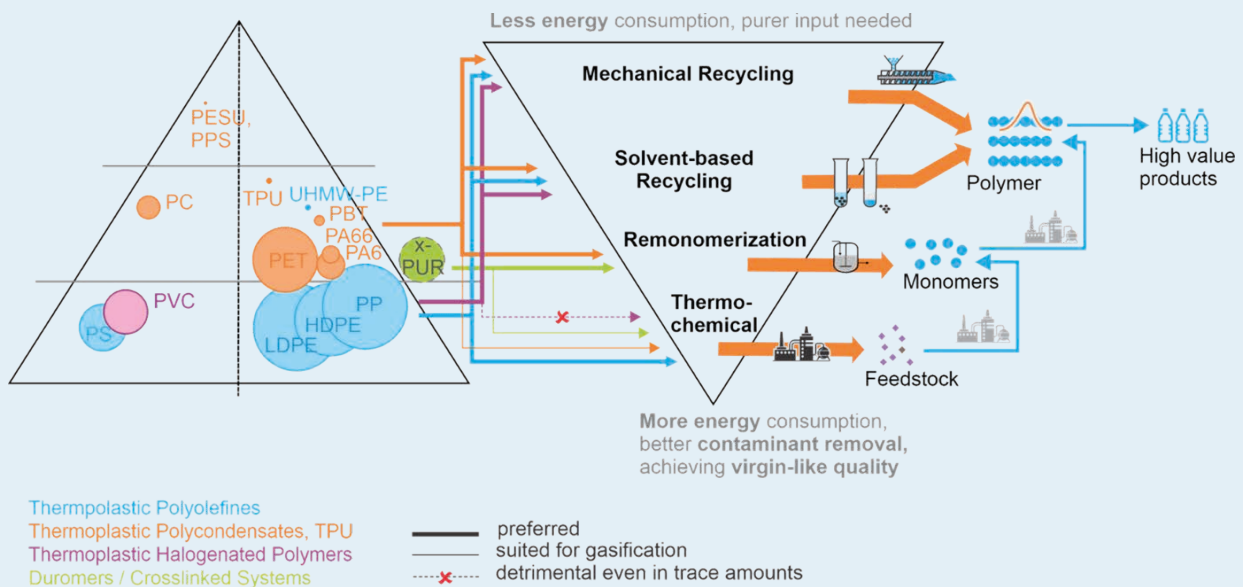 Less energy consumption, purer input needed
Mechanical Recycling
PESU,
PPS
Solvent-based
Recycling
Polymer
High value
products
TPU
UHMW-PE
PC
PBT
PA66
PA6
PET
X-
PUR
Remonomerization
Monomers
PVC
PS
PP
HDPE
LDPE
Thermo-
chemical
Feedstock
More energy consumption,
better contaminant removal,
achieving virgin-like quality
Thermpolastic Polyolefines
Thermoplastic Polycondensates, TPU
Thermoplastic Halogenated Polymers
Duromers / Crosslinked Systems
preferred
suited for gasification
detrimental even in trace amounts